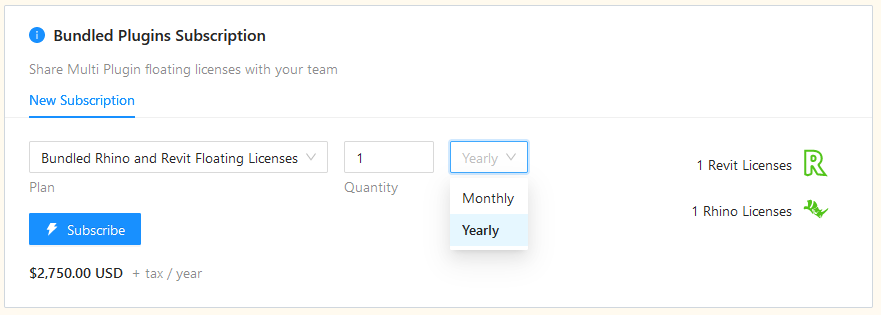 Bundled Plugins Subscription
Share Multi Plugin floating licenses with your team
New Subscription
Bundled Rhino and Revit Floating Licenses
1
Yearly
Plan
Quantity
Monthly
Yearly
1 Revit Licenses
1 Rhino Licenses
Subscribe
$2,750.00 USD + tax / year